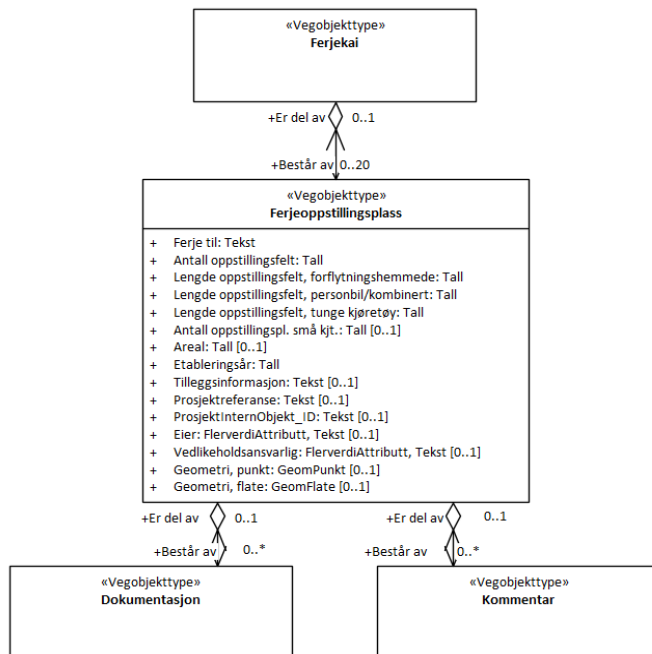 «Vegobjekttype»
Ferjekai
+Er del av 0..1
+Består av 0..20
«Vegobjekttype»
Ferjeoppstillingsplass
+ Ferje til: Tekst
+ Antall oppstillingsfelt: Tall
+ Lengde oppstillingsfelt, forflytningshemmede: Tall
+ Lengde oppstillingsfelt, personbil/kombinert: Tall
+ Lengde oppstillingsfelt, tunge kjøretøy: Tall
+ Antall oppstillingspl. små kjt.: Tall [0..1]
+ Areal: Tall [0..1]
+ Etableringsår: Tall
+ Tilleggsinformasjon: Tekst [0..1]
+ Prosjektreferanse: Tekst [0..1]
+ ProsjektInternObjekt_ID: Tekst [0..1]
+ Eier: FlerverdiAttributt, Tekst [0..1]
+ Vedlikeholdsansvarlig: FlerverdiAttributt, Tekst [0..1]
+ Geometri, punkt: GeomPunkt [0..1]
+ Geometri, flate: GeomFlate [0..1]
+Er del av 0..1
+Består av 0..*
«Vegobjekttype»
Dokumentasjon
+Er del av 0..1
+Består av 0..*
«Vegobjekttype»
Kommentar